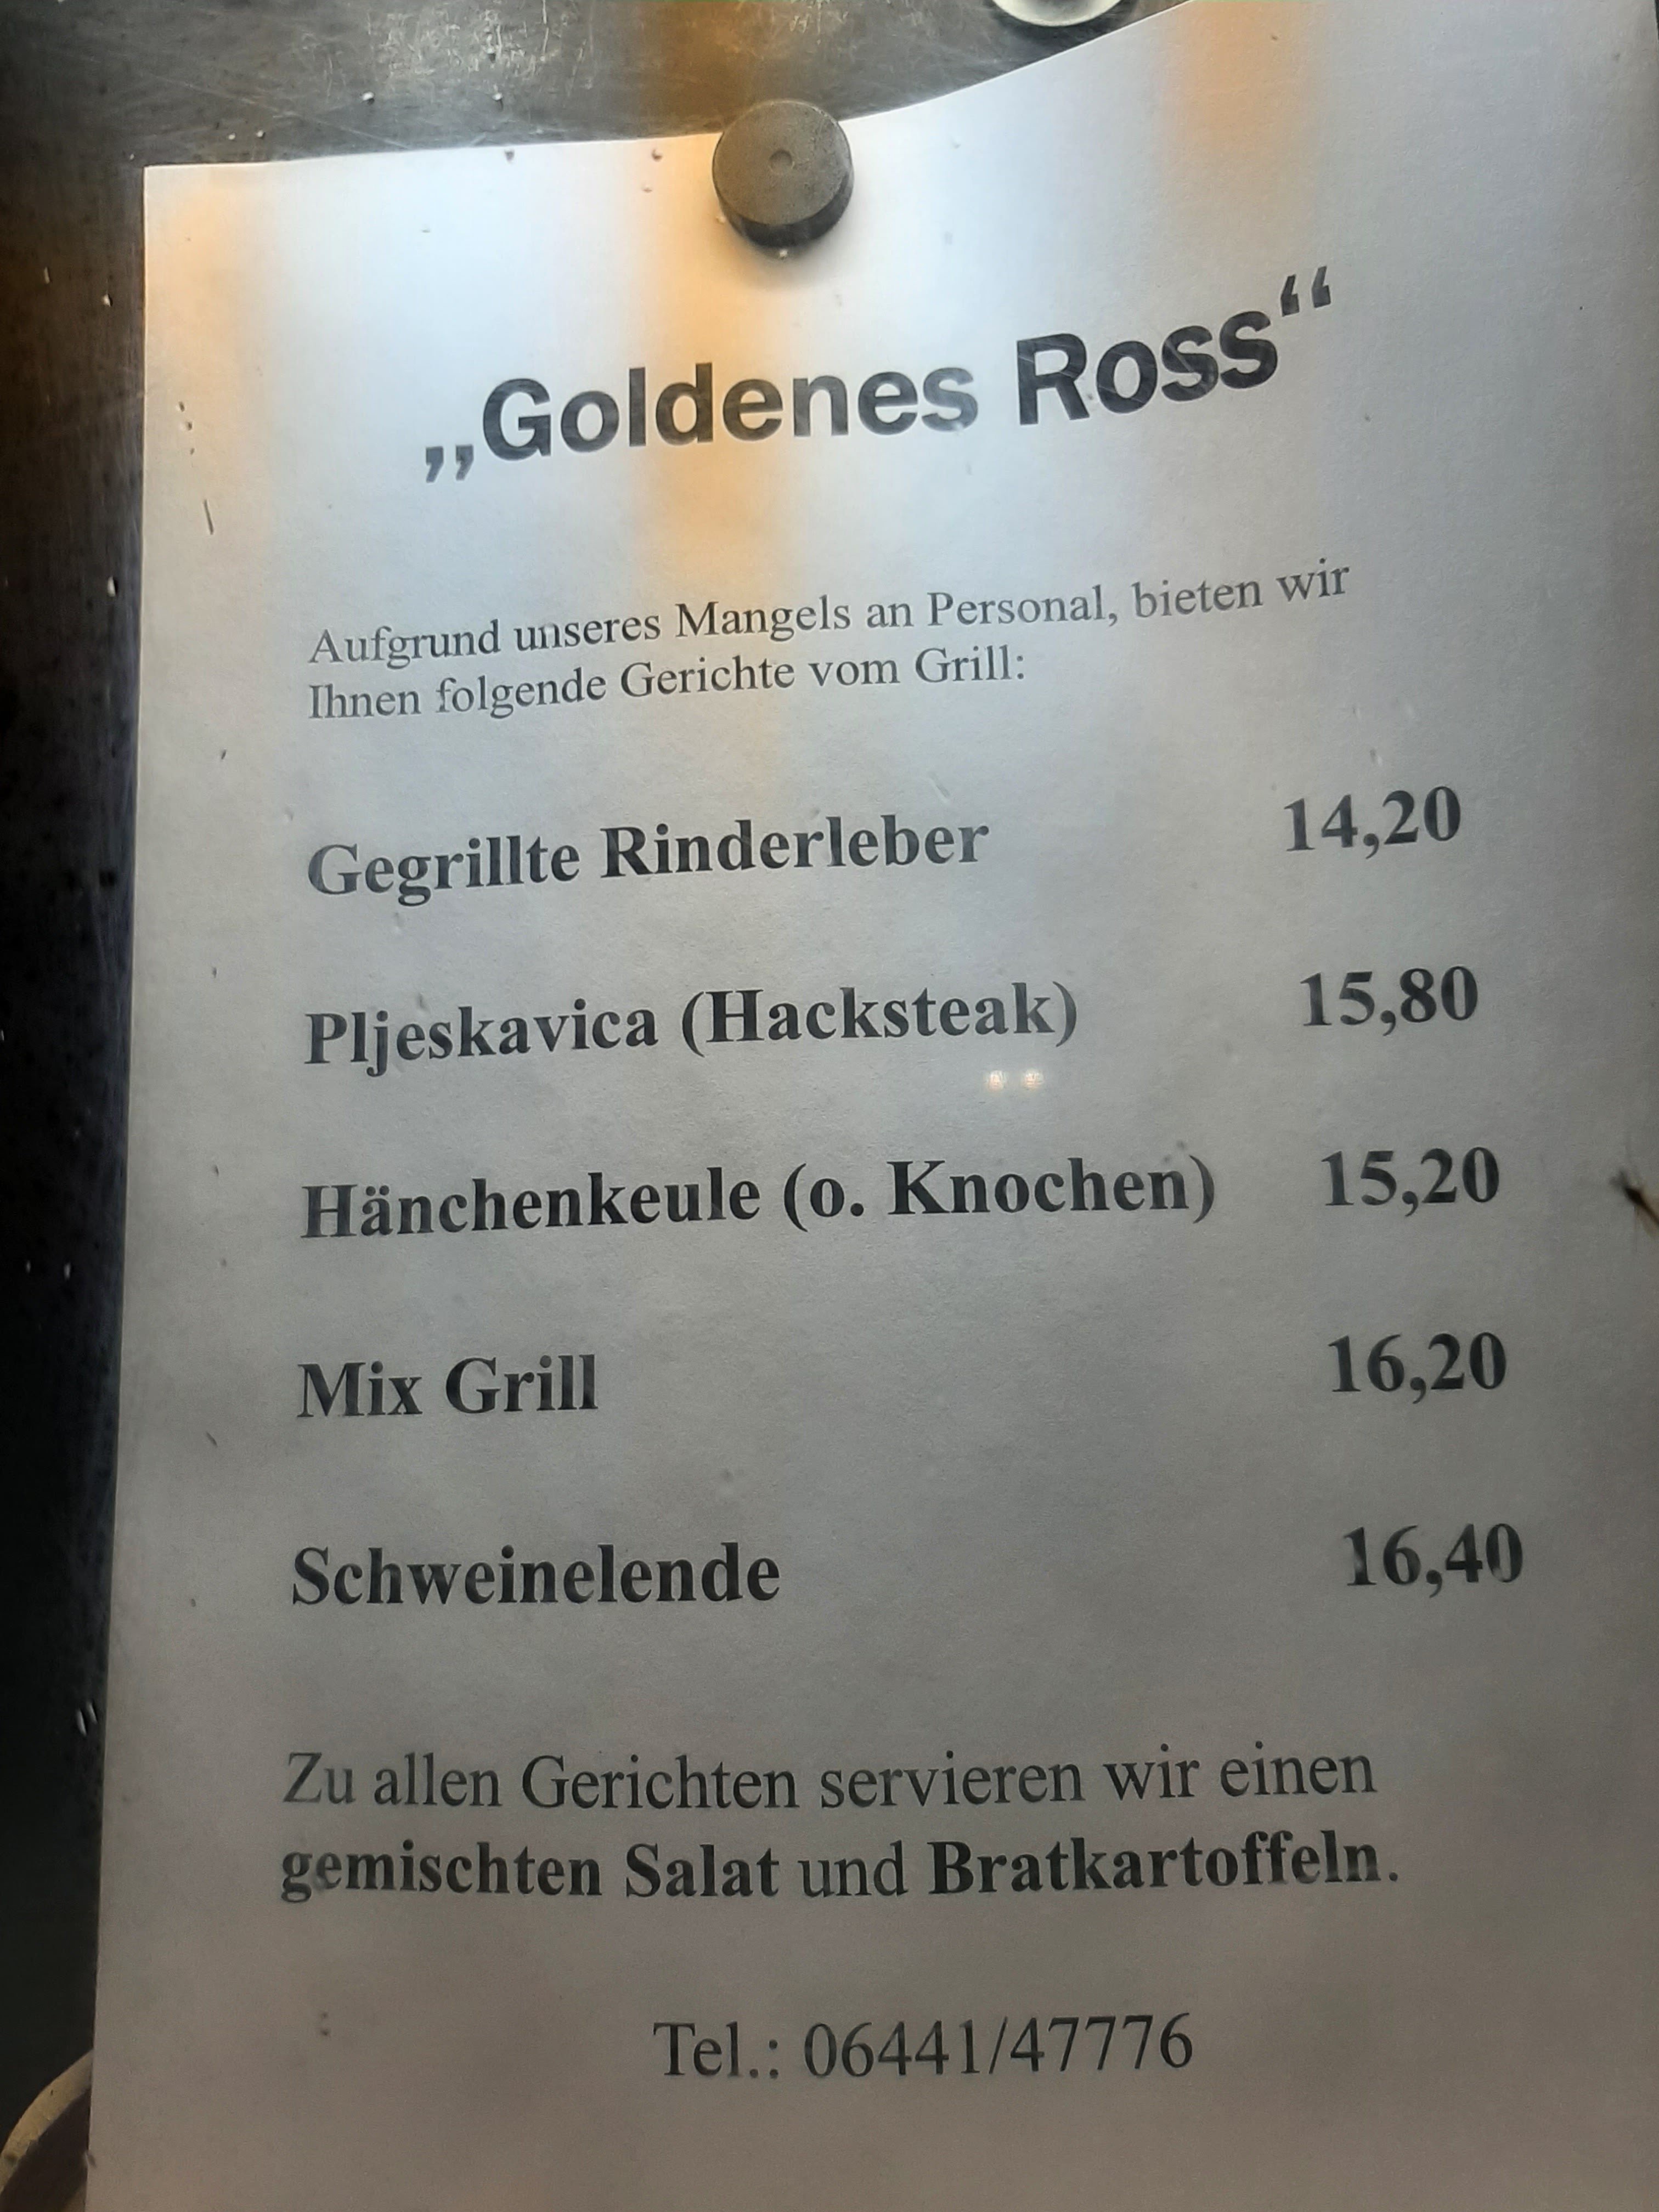 „Goldenes Ross“
Aufgrund unseres Mangels an Personal, bieten wir
Ihnen folgende Gerichte vom Grill:
Gegrillte Rinderleber 14,20
Pljeskavica (Hacksteak) 15,80
Hänchenkeule (o. Knochen) 15,20
Mix Grill 16,20
Schweinelende 16,40
Zu allen Gerichten servieren wir einen
gemischten Salat und Bratkartoffeln.
Tel.: 06441/47776